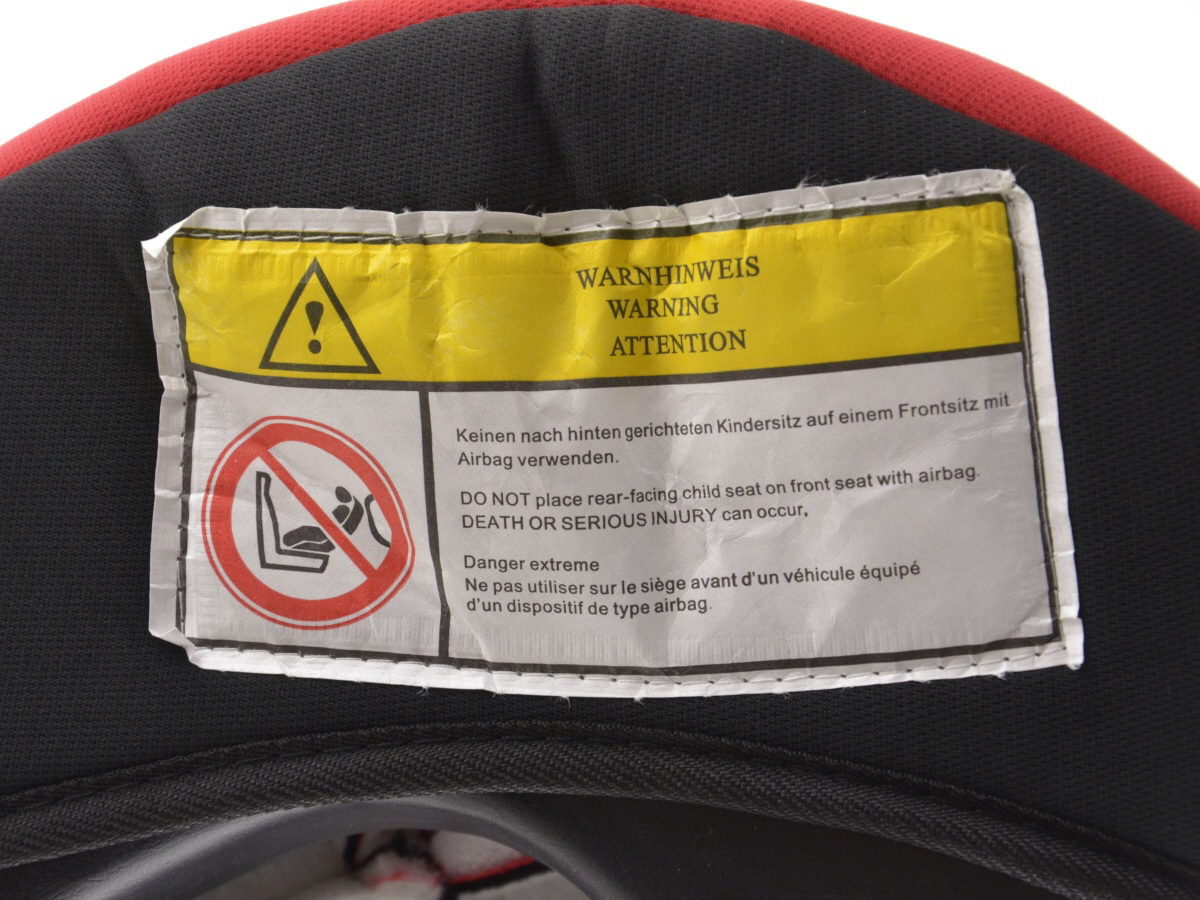 WARNHINWEIS
WARNING
ATTENTION
Keinen nach hinten gerichteten Kindersitz auf einem Frontsitz mit
Airbag verwenden.
DO NOT place rear-facing child seat on front seat with airbag.
DEATH OR SERIOUS INJURY can occur,
Danger extreme
Ne pas utiliser sur le siège avant d'un véhicule équipé
d'un dispositif de type airbag.